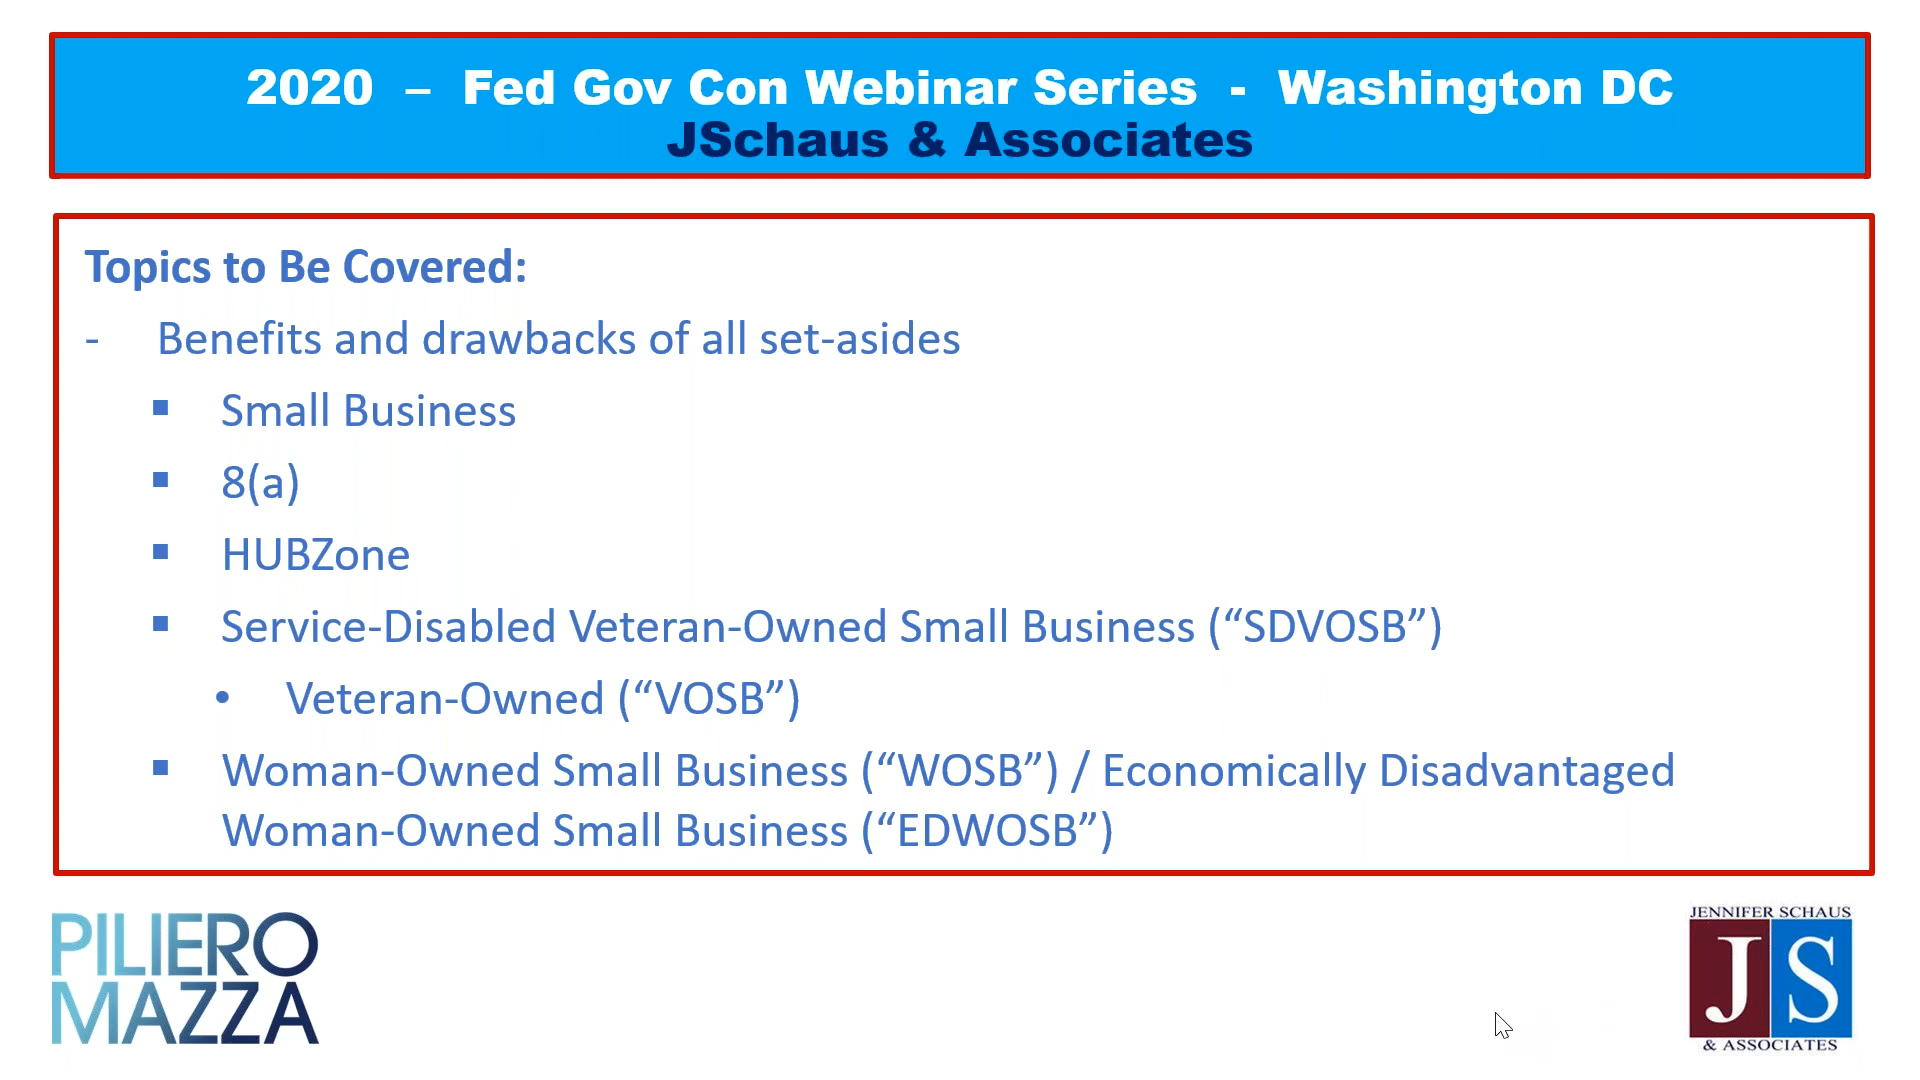 2020 – Fed Gov Con Webinar Series - Washington DC
JSchaus & Associates
Topics to Be Covered:
- Benefits and drawbacks of all set-asides
▪ Small Business
▪ 8(a)
▪ HUBZone
▪ Service-Disabled Veteran-Owned Small Business (“SDVOSB”)
• Veteran-Owned (“VOSB”)
▪ Woman-Owned Small Business (“WOSB”) / Economically Disadvantaged
Woman-Owned Small Business (“EDWOSB”)
PILIERO
MAZZA
JENNIFER SCHAUS
JS
& ASSOCIATES